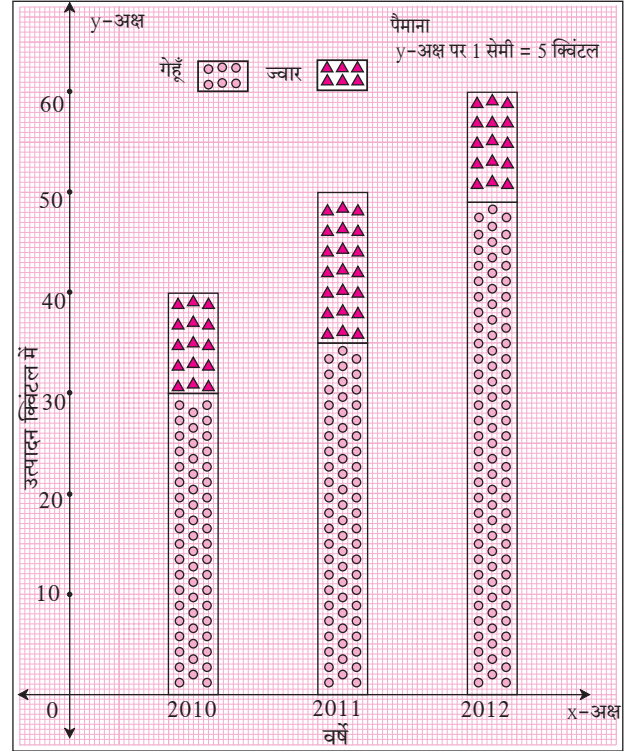 y-अक्ष
पैमाना
y-अक्ष पर 1 सेमी = 5 क्विंटल
गेहूँ ज्वार
60
50
40
30
20
10
0
उत्पादन क्विंटल में
2010 2011 2012 x-अक्ष
वर्षे